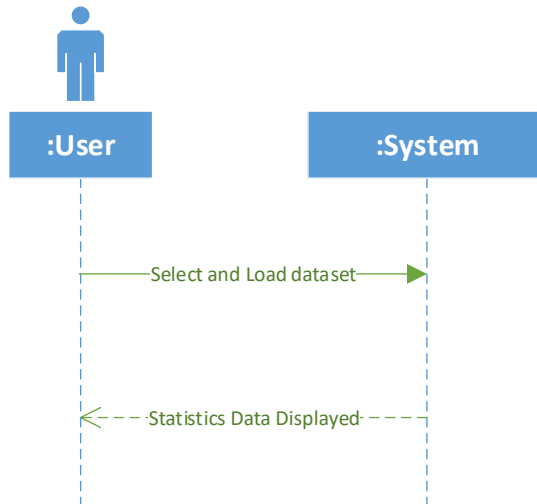 :User
:System
Select and Load dataset
Statistics Data Displayed